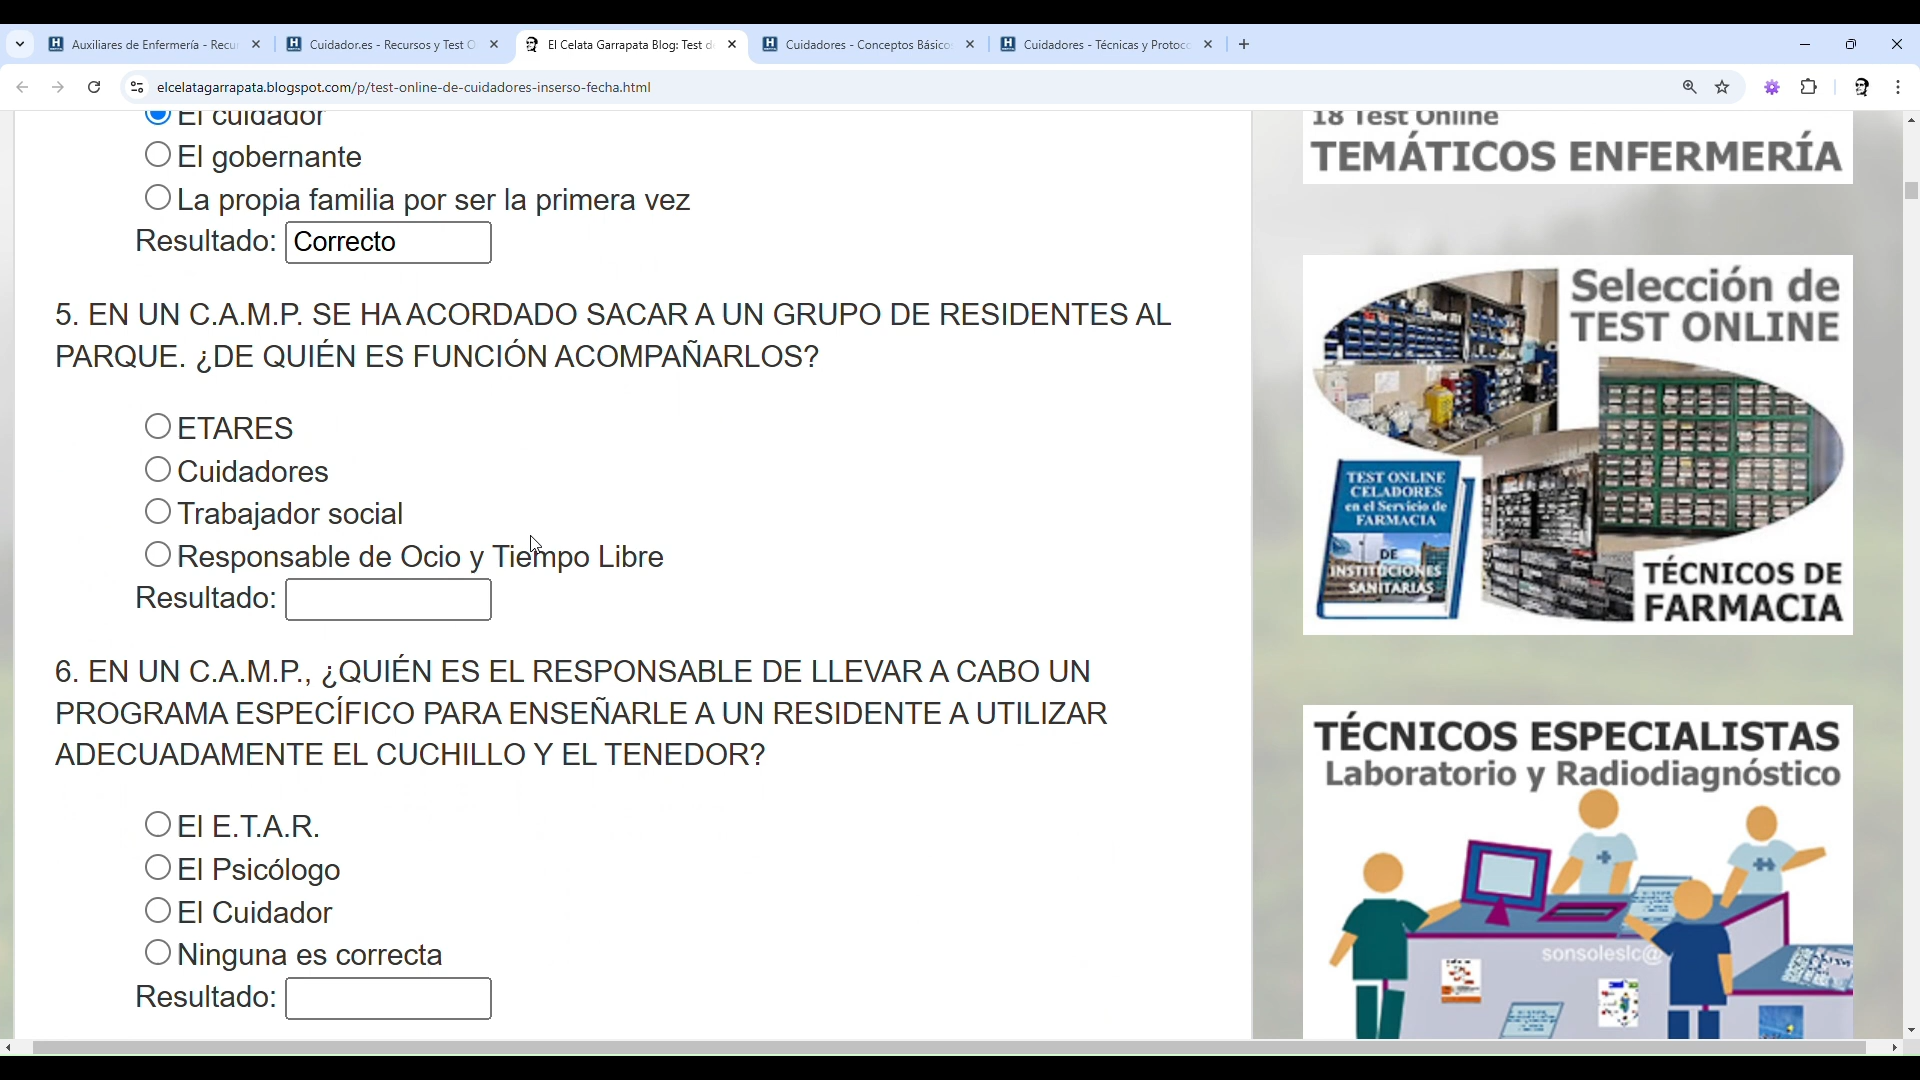 Auxiliares de Enfermería - Recur
Cuidador.es - Recursos y Test O
El Celata Garrapata Blog: Test d
Cuidadores - Conceptos Básico
Cuidadores - Técnicas y Protoco
elcelatagarrapata.blogspot.com/p/test-online-de-cuidadores-inserso-fecha.html
El cuidador
El gobernante
La propia familia por ser la primera vez
Resultado: Correcto
5. EN UN C.A.M.P. SE HA ACORDADO SACAR A UN GRUPO DE RESIDENTES AL
PARQUE. ¿DE QUIÉN ES FUNCIÓN ACOMPAÑARLOS?
ETARES
Cuidadores
Trabajador social
Responsable de Ocio y Tiempo Libre
Resultado:
6. EN UN C.A.M.P., ¿QUIÉN ES EL RESPONSABLE DE LLEVAR A CABO UN
PROGRAMA ESPECÍFICO PARA ENSEÑARLE A UN RESIDENTE A UTILIZAR
ADECUADAMENTE EL CUCHILLO Y EL TENEDOR?
El E.T.A.R.
El Psicólogo
El Cuidador
Ninguna es correcta
Resultado:
18 Test Online
TEMÁTICOS ENFERMERÍA
Selección de
TEST ONLINE
TEST ONLINE
CELADORES
en el Servicio de
FARMACIA
DE
INSTITUCIONES
SANITARIAS
TÉCNICOS DE
FARMACIA
TÉCNICOS ESPECIALISTAS
Laboratorio y Radiodiagnóstico
sonsoleslc@